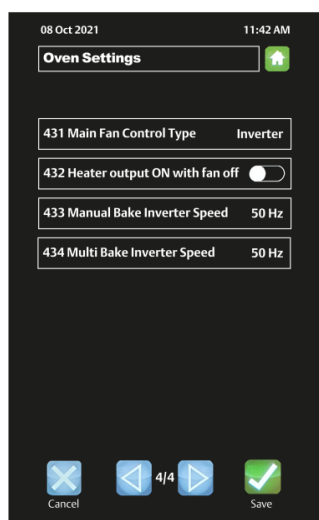 08 Oct 2021 11:42 AM
Oven Settings
431 Main Fan Control Type Inverter
432 Heater output ON with fan off
433 Manual Bake Inverter Speed 50 Hz
434 Multi Bake Inverter Speed 50 Hz
4/4
Cancel Save